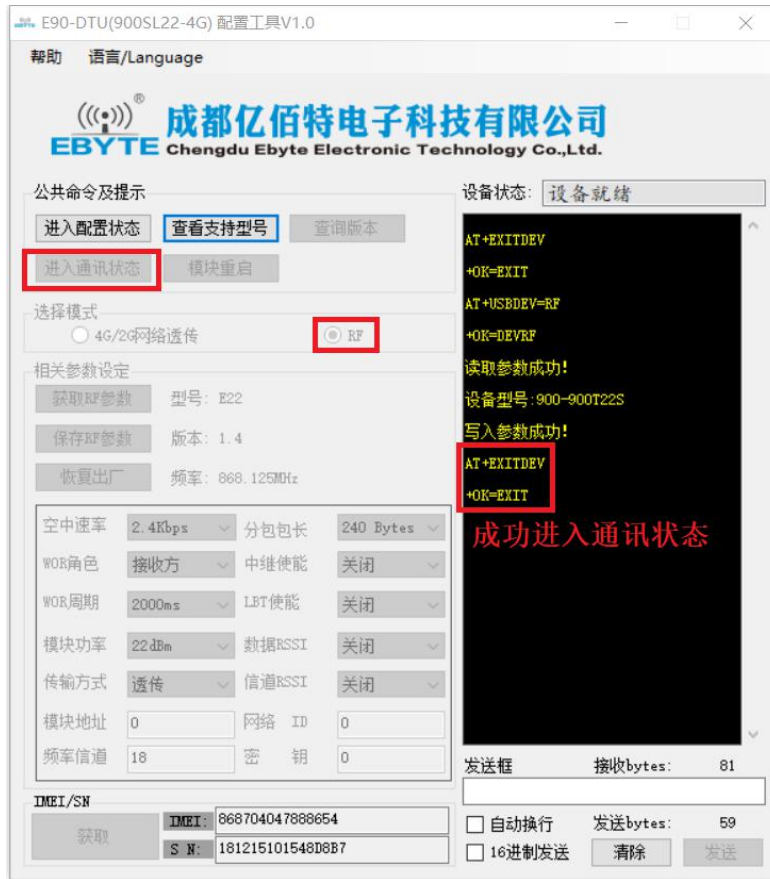 E90-DTU(900SL22-4G) 配置工具V1.0
帮助 语言/Language
((•)) ®
EBYTE
成都亿佰特电子科技有限公司
Chengdu Ebyte Electronic Technology Co.,Ltd.
公共命令及提示
进入配置状态 查看支持型号 查询版本
进入通讯状态 模块重启
选择模式
4G/2G网络透传 RF
相关参数设定
获取RF参数 型号: E22
保存RF参数 版本: 1.4
恢复出厂 频率: 868.125MHz
空中速率 2.4Kbps 分包包长 240 Bytes
WOR角色 接收方 中继使能 关闭
WOR周期 2000ms LBT使能 关闭
模块功率 22dBm 数据RSSI 关闭
传输方式 透传 信道RSSI 关闭
模块地址 0 网络 ID 0
频率信道 18 密 钥 0
IMEI/SN
获取
IMEI: 868704047888654
S N: 181215101548D8B7
设备状态: 设备就绪
AT+EXITDEV
+OK=EXIT
AT+USBDEV=RF
+OK=DEVRF
读取参数成功!
设备型号:900-900T22S
写入参数成功!
AT+EXITDEV
+OK=EXIT
成功进入通讯状态
发送框 接收bytes: 81
自动换行 发送bytes: 59
16进制发送 清除 发送